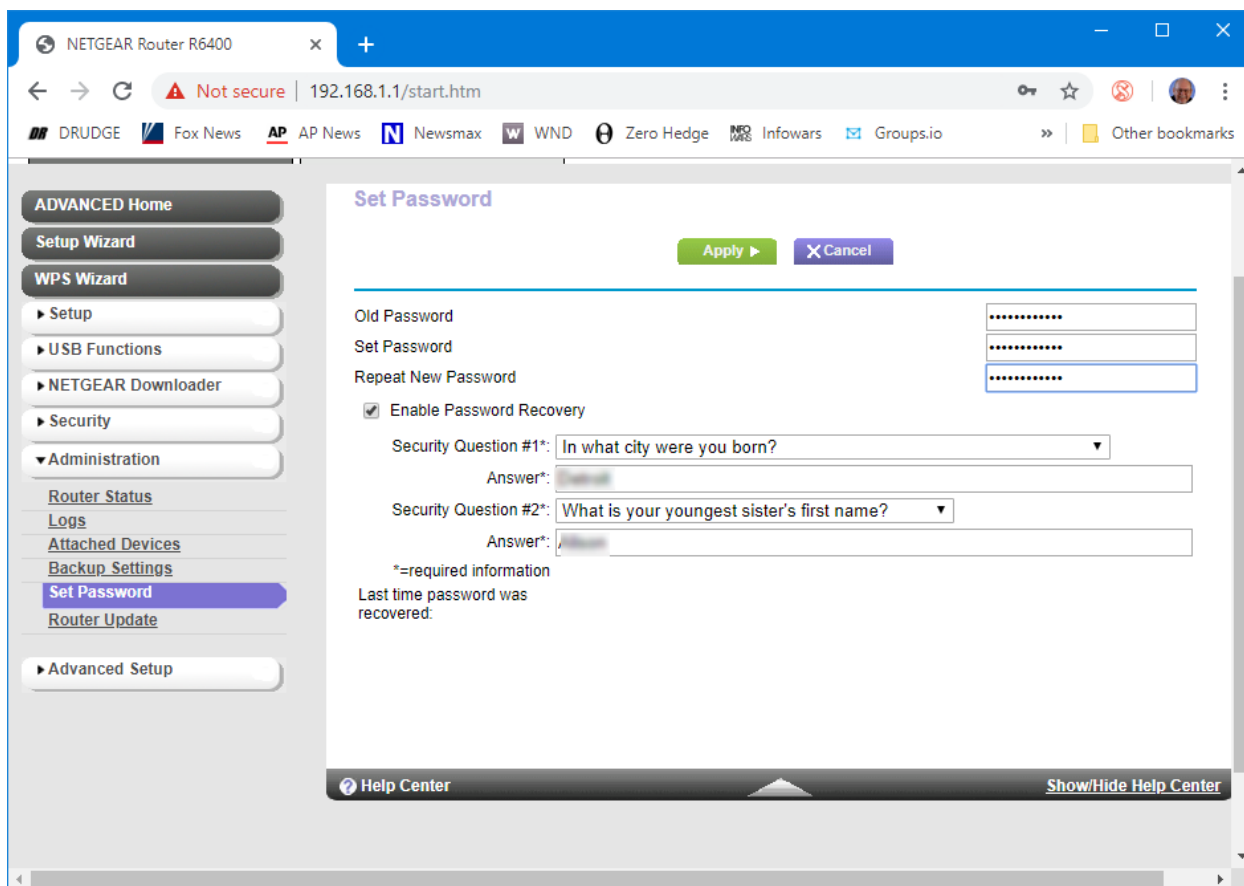 NETGEAR Router R6400
Not secure | 192.168.1.1/start.htm
DRUDGE Fox News AP AP News N Newsmax W WND Zero Hedge INFO WARS Infowars Groups.io » Other bookmarks
ADVANCED Home
Setup Wizard
WPS Wizard
Setup
USB Functions
NETGEAR Downloader
Security
Administration
Router Status
Logs
Attached Devices
Backup Settings
Set Password
Router Update
Advanced Setup
Set Password
Apply
Cancel
Old Password ••••••••••••
Set Password ••••••••••••
Repeat New Password ••••••••••••
Enable Password Recovery
Security Question #1*: In what city were you born?
Answer*:
Security Question #2*: What is your youngest sister's first name?
Answer*:
*=required information
Last time password was
recovered:
Help Center Show/Hide Help Center